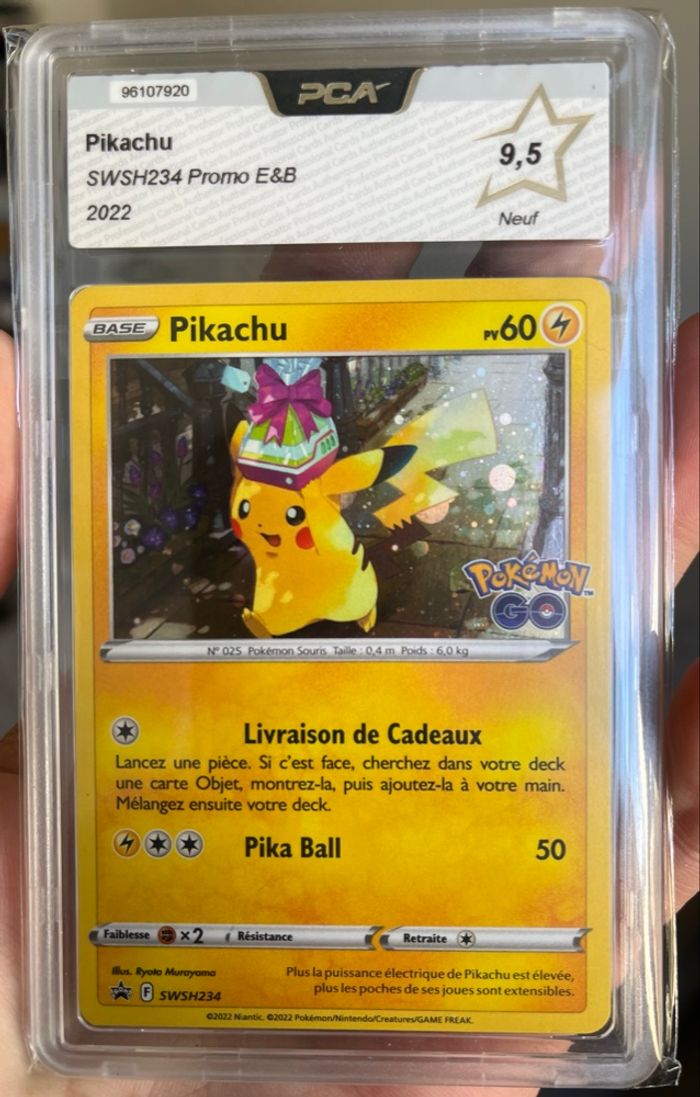 96107920
PCA
Pikachu
SWSH234 Promo E&B
2022
9,5
Neuf
BASE Pikachu PV60
POKéMON™
GO
N° 025 Pokémon Souris Taille : 0,4 m Poids : 6,0 kg
Livraison de Cadeaux
Lancez une pièce. Si c'est face, cherchez dans votre deck
une carte Objet, montrez-la, puis ajoutez-la à votre main.
Mélangez ensuite votre deck.
Pika Ball 50
Faiblesse ×2 Résistance Retraite
Illus. Ryota Murayama
Plus la puissance électrique de Pikachu est élevée,
plus les poches de ses joues sont extensibles.
F SWSH234
©2022 Niantic. ©2022 Pokémon/Nintendo/Creatures/GAME FREAK.